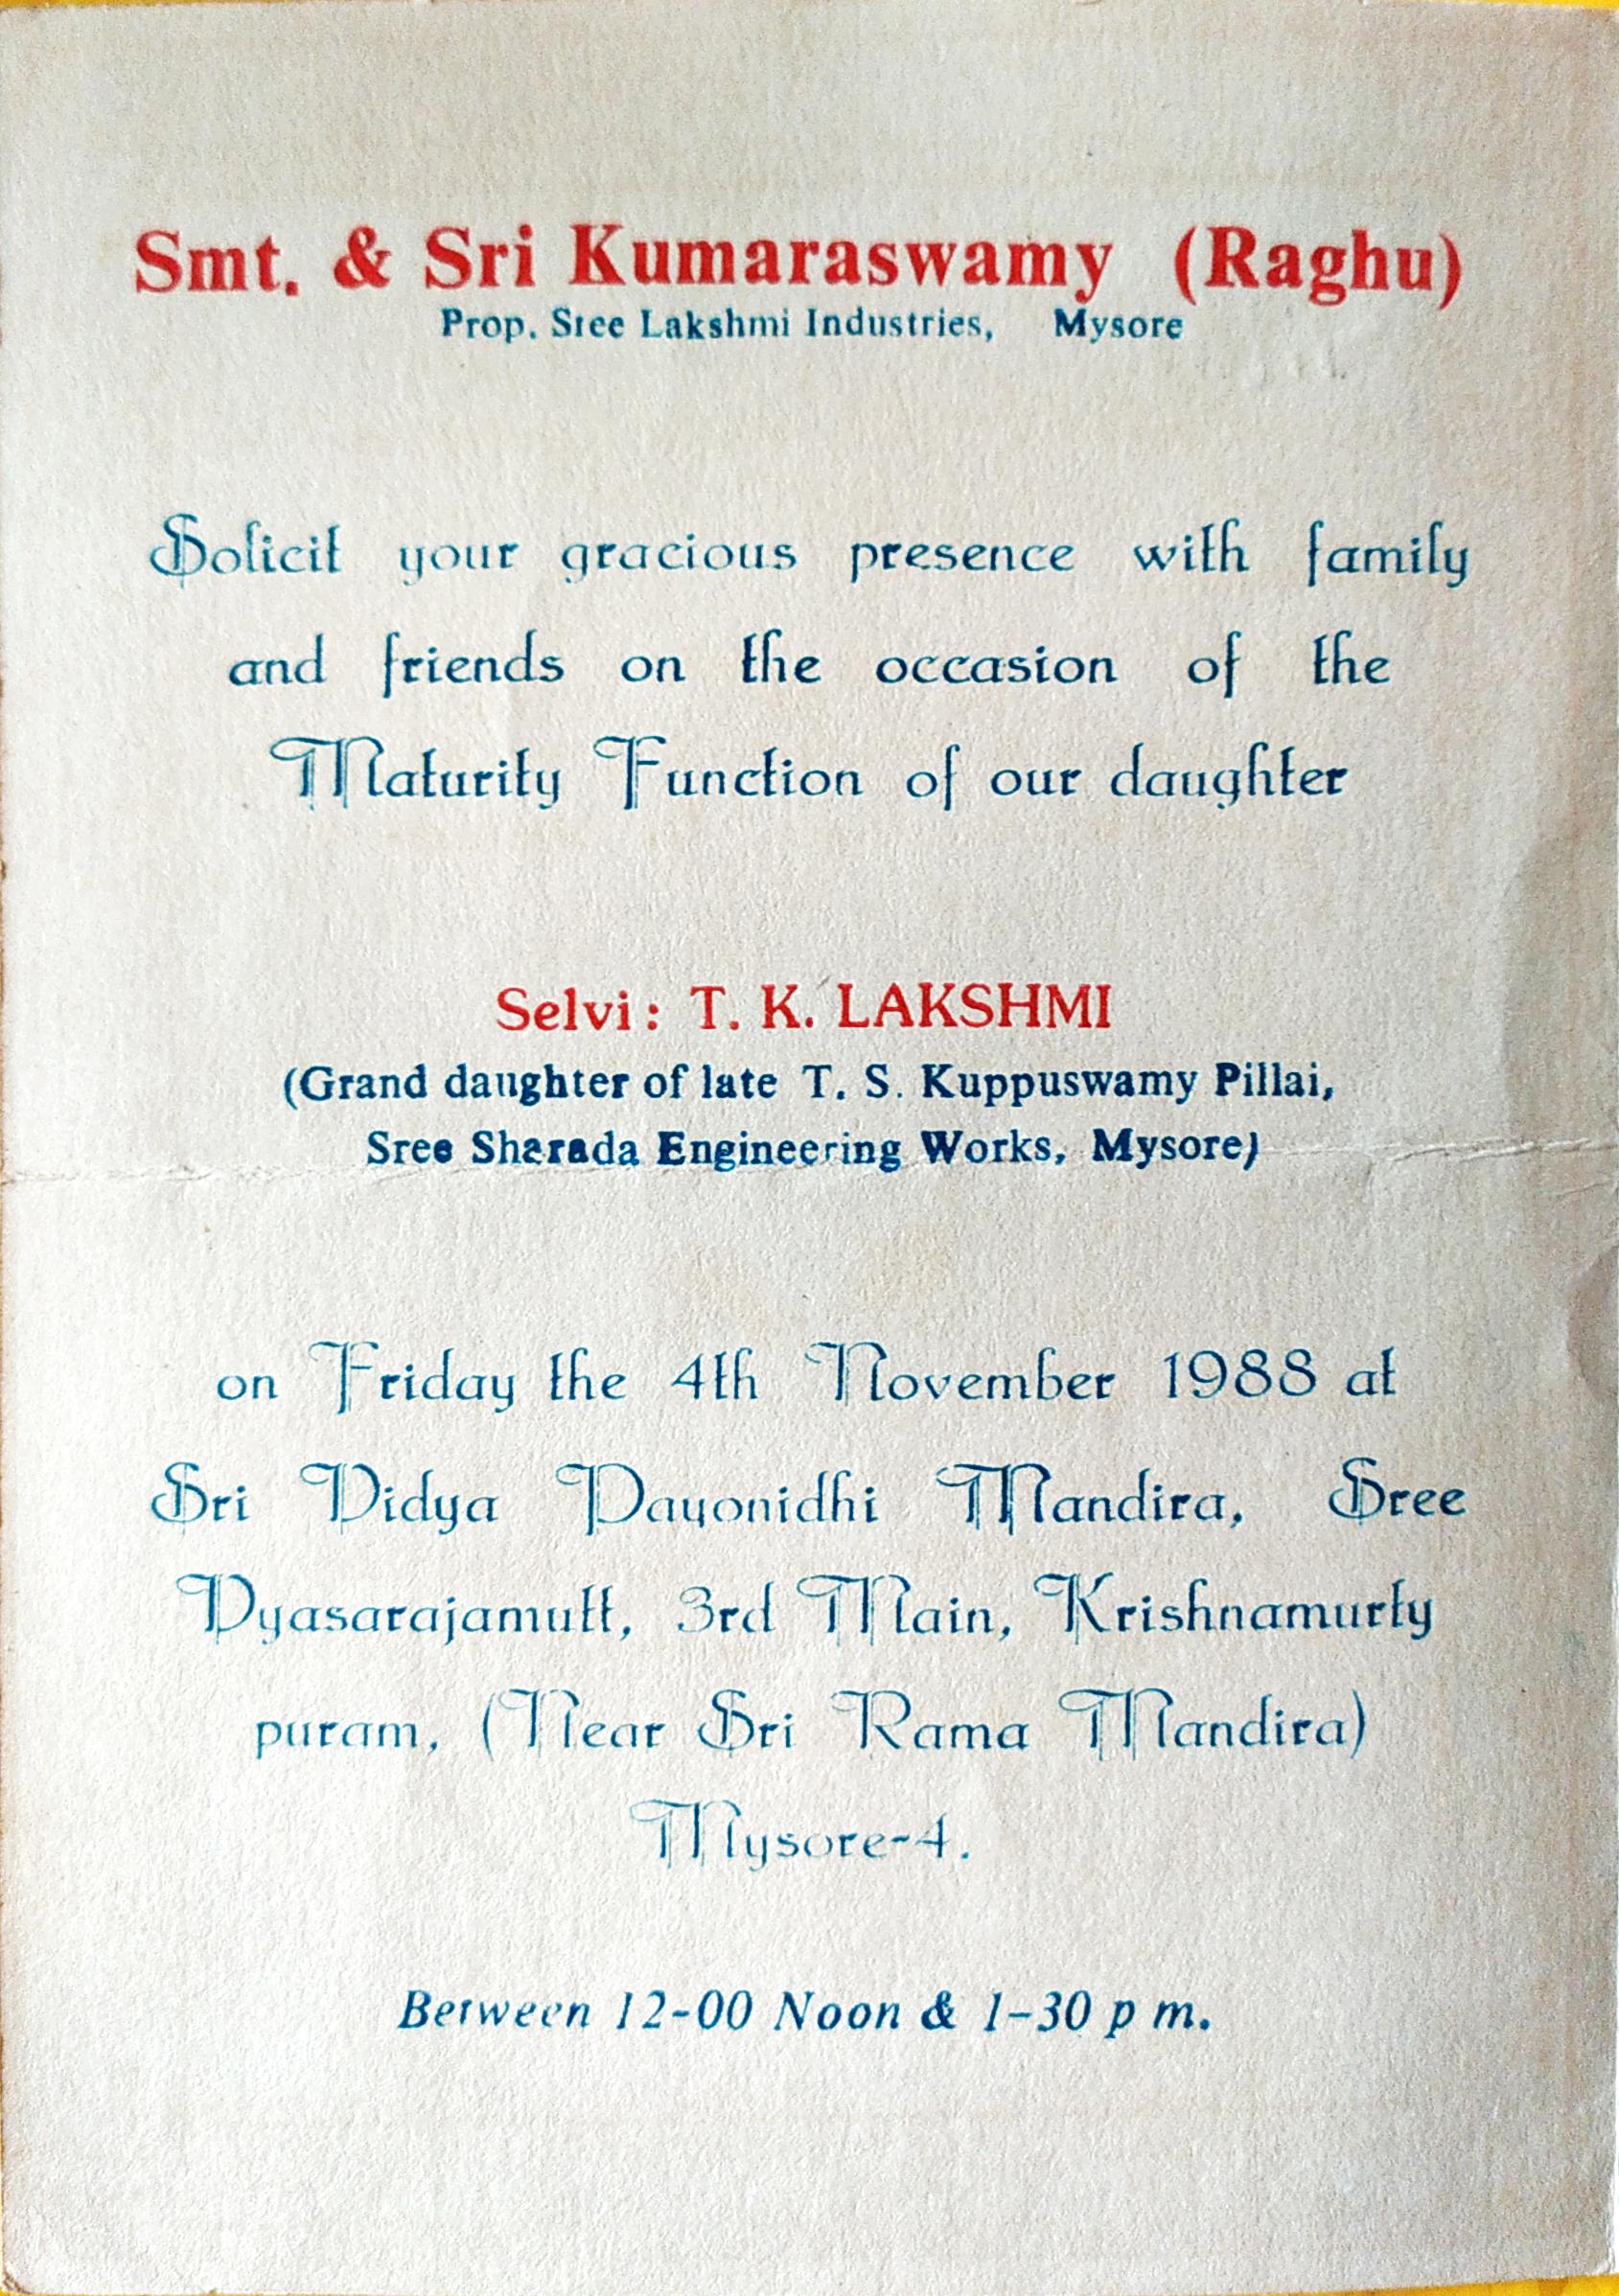 Smt. & Sri Kumaraswamy (Raghu)
Prop. Sree Lakshmi Industries, Mysore
Solicit your gracious presence with family
and friends on the occasion of the
Maturity Function of our daughter
Selvi : T. K. LAKSHMI
(Grand daughter of late T. S. Kuppuswamy Pillai,
Sree Sharada Engineering Works, Mysore)
on Friday the 4th November 1988 at
Sri Vidya Payonidhi Mandira, Sree
Vyasarajamutt, 3rd Main, Krishnamurty
puram, (Near Sri Rama Mandira)
Mysore-4.
Between 12-00 Noon & 1-30 p m.